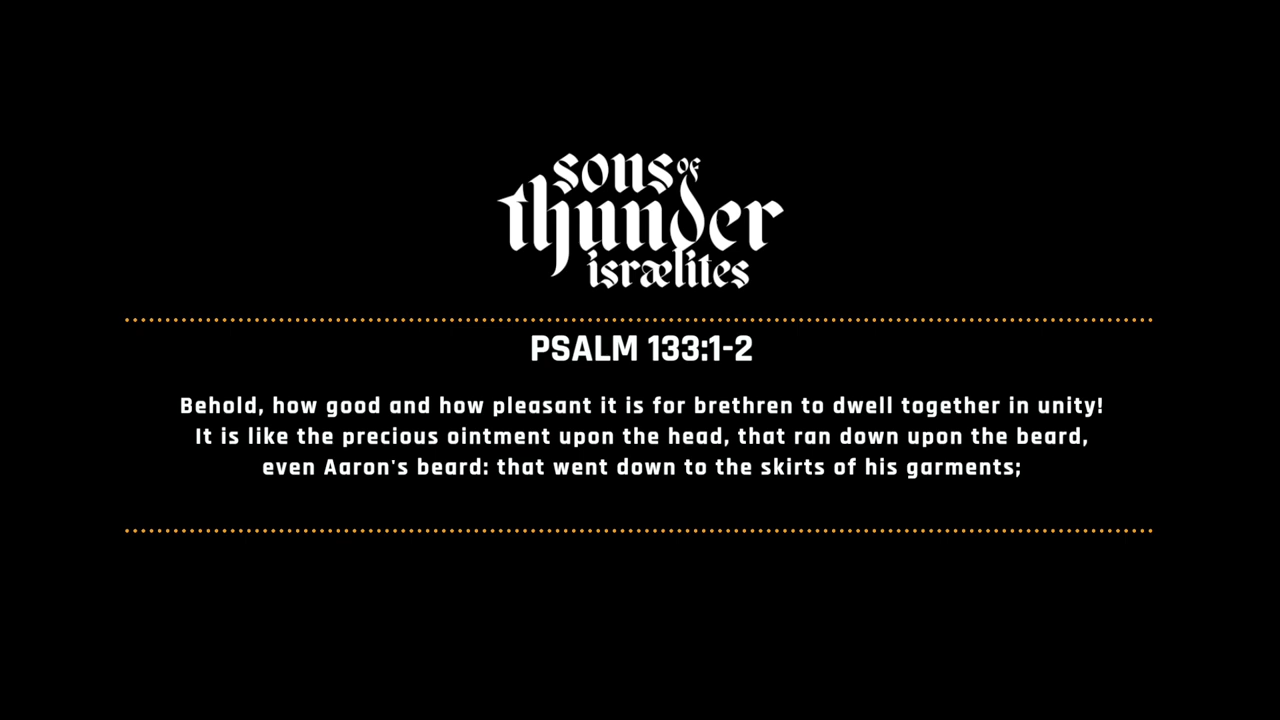 sons of
thunder
israelites
PSALM 133:1-2
Behold, how good and how pleasant it is for brethren to dwell together in unity!
It is like the precious ointment upon the head, that ran down upon the beard,
even Aaron's beard: that went down to the skirts of his garments;